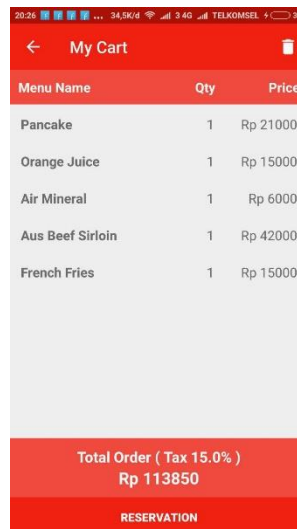 20:26 ... 34,5K/d 3 4G TELKOMSEL
My Cart
Menu Name Qty Price
Pancake 1 Rp 21000
Orange Juice 1 Rp 15000
Air Mineral 1 Rp 6000
Aus Beef Sirloin 1 Rp 42000
French Fries 1 Rp 15000
Total Order ( Tax 15.0% )
Rp 113850
RESERVATION